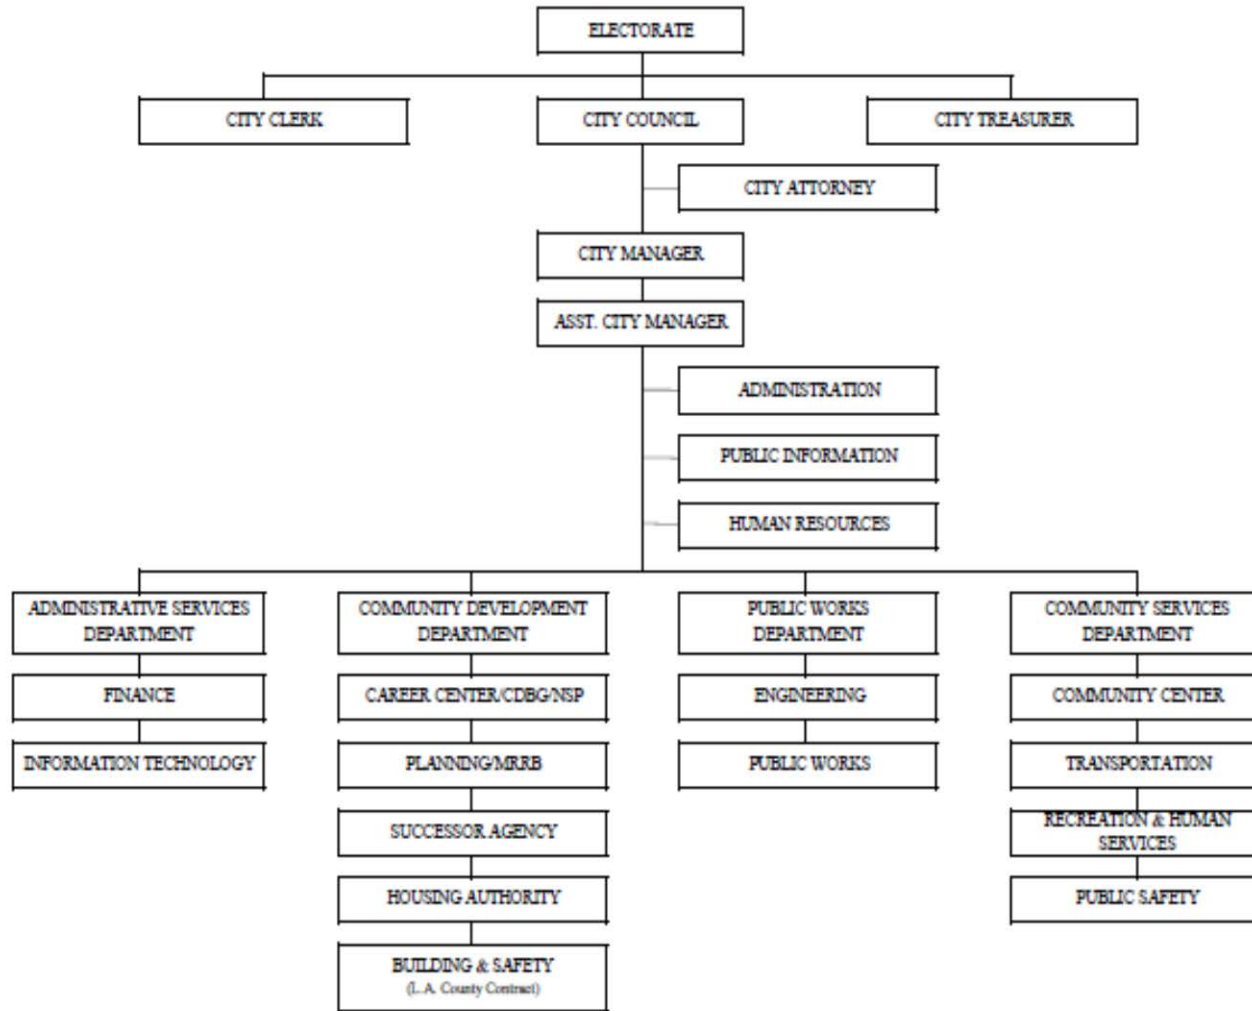 ELECTORATE
CITY CLERK
CITY COUNCIL
CITY TREASURER
CITY ATTORNEY
CITY MANAGER
ASST. CITY MANAGER
ADMINISTRATION
PUBLIC INFORMATION
HUMAN RESOURCES
ADMINISTRATIVE SERVICES
DEPARTMENT
FINANCE
INFORMATION TECHNOLOGY
COMMUNITY DEVELOPMENT
DEPARTMENT
CAREER CENTER/CDBG/NSP
PLANNING/MRRB
SUCCESSOR AGENCY
HOUSING AUTHORITY
BUILDING & SAFETY
(L.A. County Contract)
PUBLIC WORKS
DEPARTMENT
ENGINEERING
PUBLIC WORKS
COMMUNITY SERVICES
DEPARTMENT
COMMUNITY CENTER
TRANSPORTATION
RECREATION & HUMAN
SERVICES
PUBLIC SAFETY